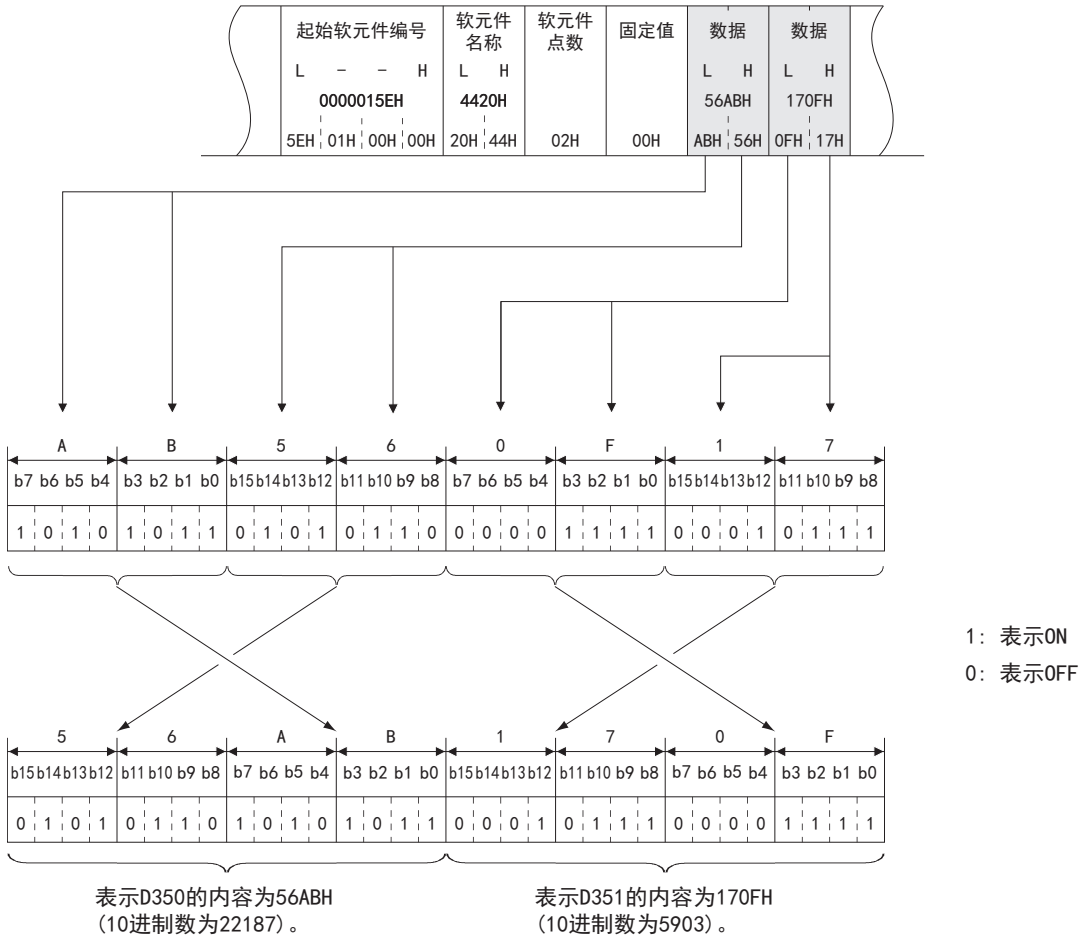 起始软元件编号 软元件名称 软元件点数 固定值 数据 数据
L - - H L H L H L H
0000015EH 4420H 56ABH 170FH
5EH 01H 00H 00H 20H 44H 02H 00H ABH 56H 0FH 17H
A B 5 6 0 F 1 7
b7 b6 b5 b4 b3 b2 b1 b0 b15 b14 b13 b12 b11 b10 b9 b8 b7 b6 b5 b4 b3 b2 b1 b0 b15 b14 b13 b12 b11 b10 b9 b8
1 0 1 0 1 0 1 1 0 1 0 1 0 1 1 0 0 0 0 0 1 1 1 1 0 0 0 1 0 1 1 1
1: 表示ON
0: 表示OFF
5 6 A B 1 7 0 F
b15 b14 b13 b12 b11 b10 b9 b8 b7 b6 b5 b4 b3 b2 b1 b0 b15 b14 b13 b12 b11 b10 b9 b8 b7 b6 b5 b4 b3 b2 b1 b0
0 1 0 1 0 1 1 0 1 0 1 0 1 0 1 1 0 0 0 1 0 1 1 1 0 0 0 0 1 1 1 1
表示D350的内容为56ABH
(10进制数为22187)。
表示D351的内容为170FH
(10进制数为5903)。